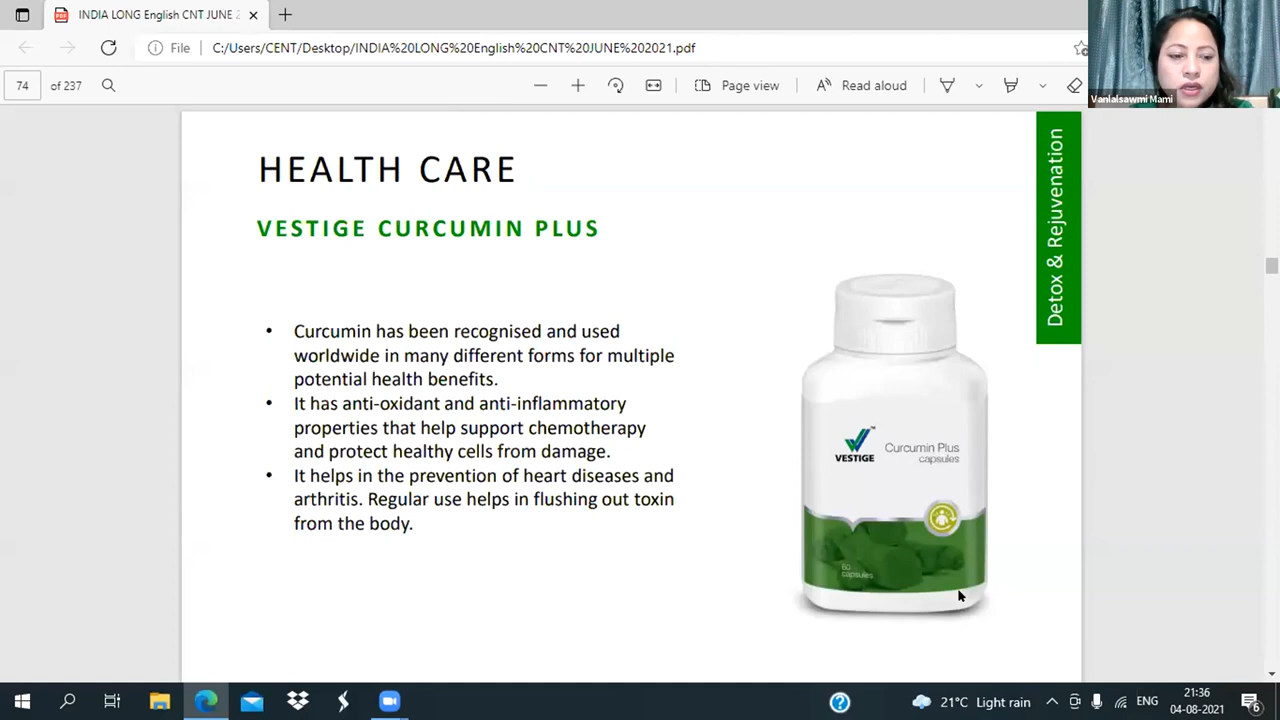 INDIA LONG English CNT JUNE 2
File
C:/Users/CENT/Desktop/INDIA%20LONG%20English%20CNT%20JUNE%202021.pdf
74
of 237
Page view
Read aloud
Vanlalsawmi Mami
HEALTH CARE
VESTIGE CURCUMIN PLUS
Detox & Rejuvenation
• Curcumin has been recognised and used
worldwide in many different forms for multiple
potential health benefits.
• It has anti-oxidant and anti-inflammatory
properties that help support chemotherapy
and protect healthy cells from damage.
• It helps in the prevention of heart diseases and
arthritis. Regular use helps in flushing out toxin
from the body.
VESTIGE
TM
Curcumin Plus
capsules
60
capsules
21°C Light rain
ENG
21:36
04-08-2021
6